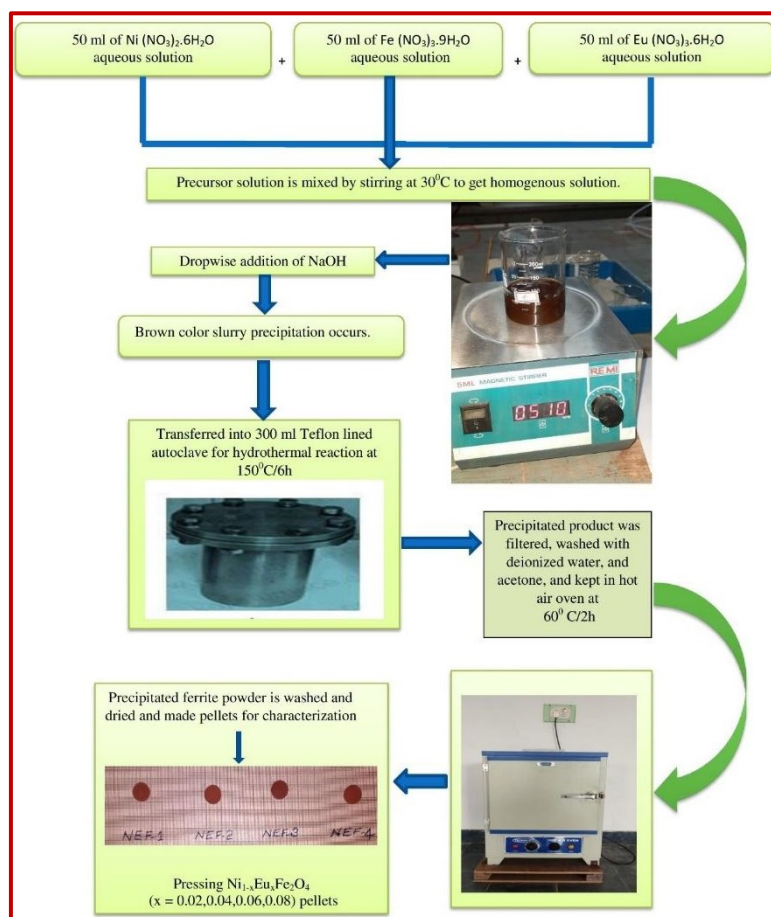 50 ml of Ni (NO₃)₂.6H₂O
aqueous solution
+
50 ml of Fe (NO₃)₃.9H₂O
aqueous solution
+
50 ml of Eu (NO₃)₃.6H₂O
aqueous solution
Precursor solution is mixed by stirring at 30⁰C to get homogenous solution.
Dropwise addition of NaOH
Brown color slurry precipitation occurs.
5ML MAGNETIC STIRRER
REMI
0510
Transferred into 300 ml Teflon lined
autoclave for hydrothermal reaction at
150⁰C/6h
Precipitated product was
filtered, washed with
deionized water, and
acetone, and kept in hot
air oven at
60⁰ C/2h
Precipitated ferrite powder is washed and
dried and made pellets for characterization
NEF-1 NEF-2 NEF-3 NEF-4
Pressing Ni₁₋ₓEuₓFe₂O₄
(x = 0.02,0.04,0.06,0.08) pellets